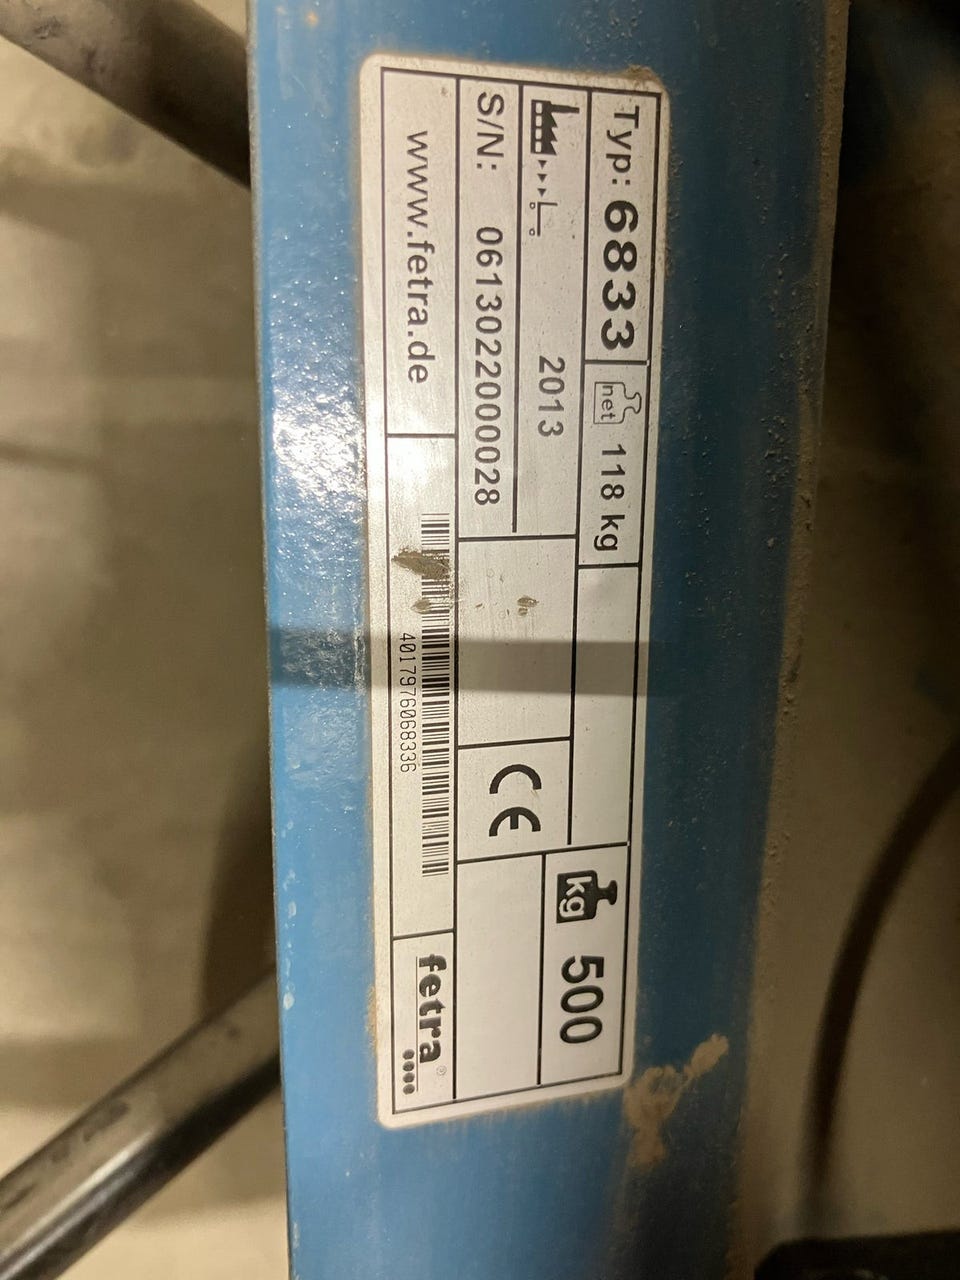 Typ: 6833
net 118 kg
kg 500
2013
S/N: 0613022000028
CE
www.fetra.de
4017976068336
fetra®